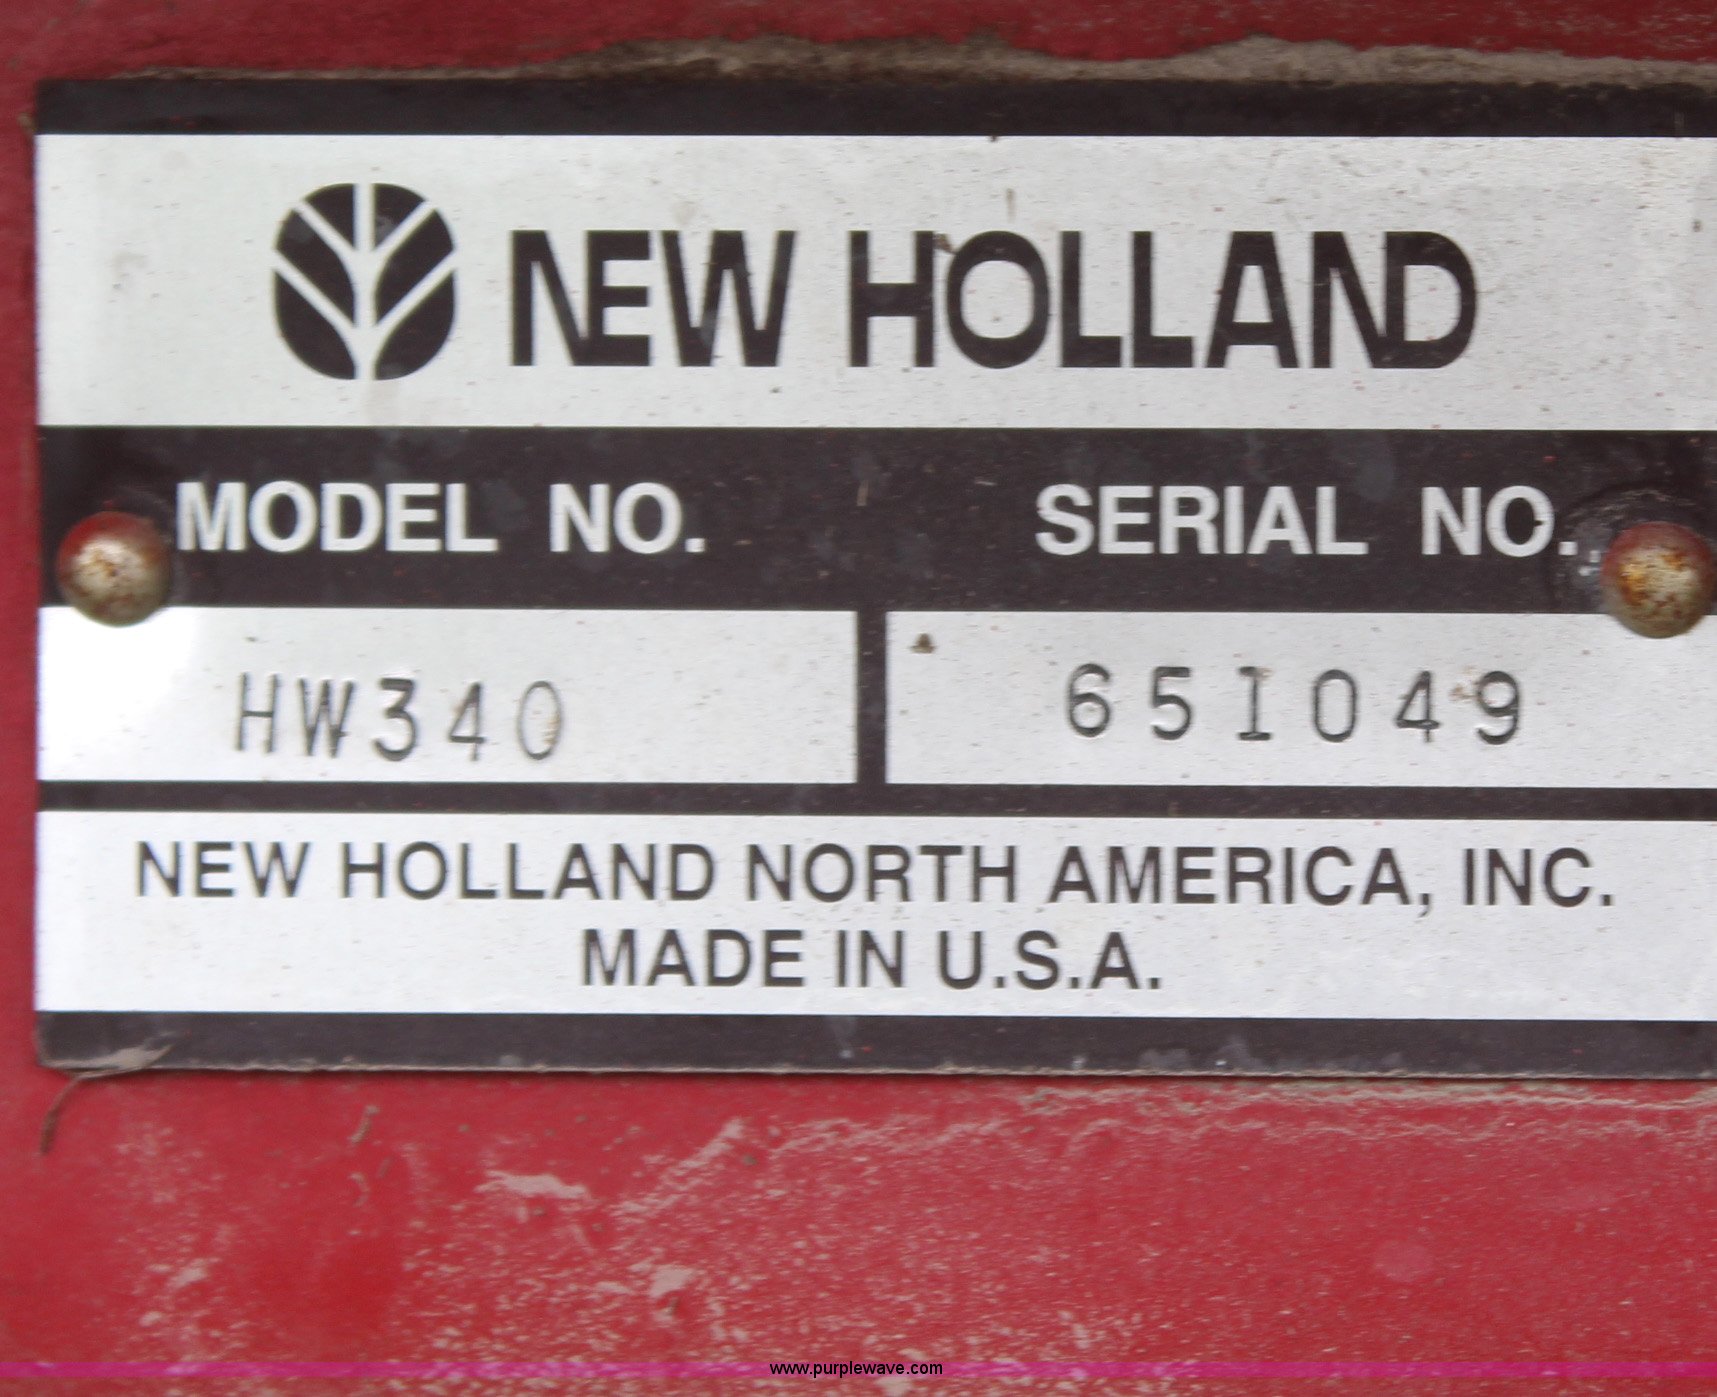 NEW HOLLAND
MODEL NO. SERIAL NO.
HW340 651049
NEW HOLLAND NORTH AMERICA, INC.
MADE IN U.S.A.
www.purplewave.com